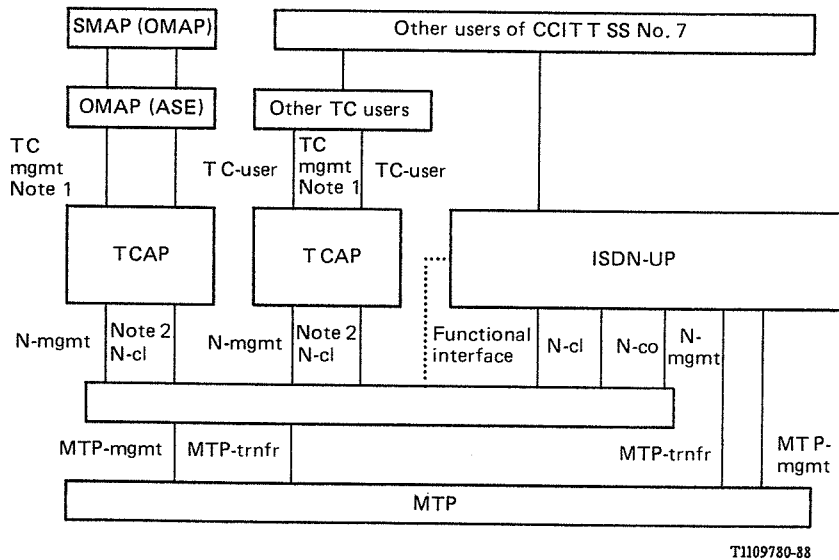 SMAP (OMAP)
Other users of CCITT SS No. 7
OMAP (ASE)
Other TC users
TC
mgmt
Note 1
TC-user
TC
mgmt
Note 1
TC-user
TCAP
TCAP
ISDN-UP
N-mgmt
Note 2
N-cl
N-mgmt
Note 2
N-cl
Functional
interface
N-cl
N-co
N-
mgmt
MTP-mgmt
MTP-trnfr
MTP-trnfr
MTP-
mgmt
MTP
T1109780-88